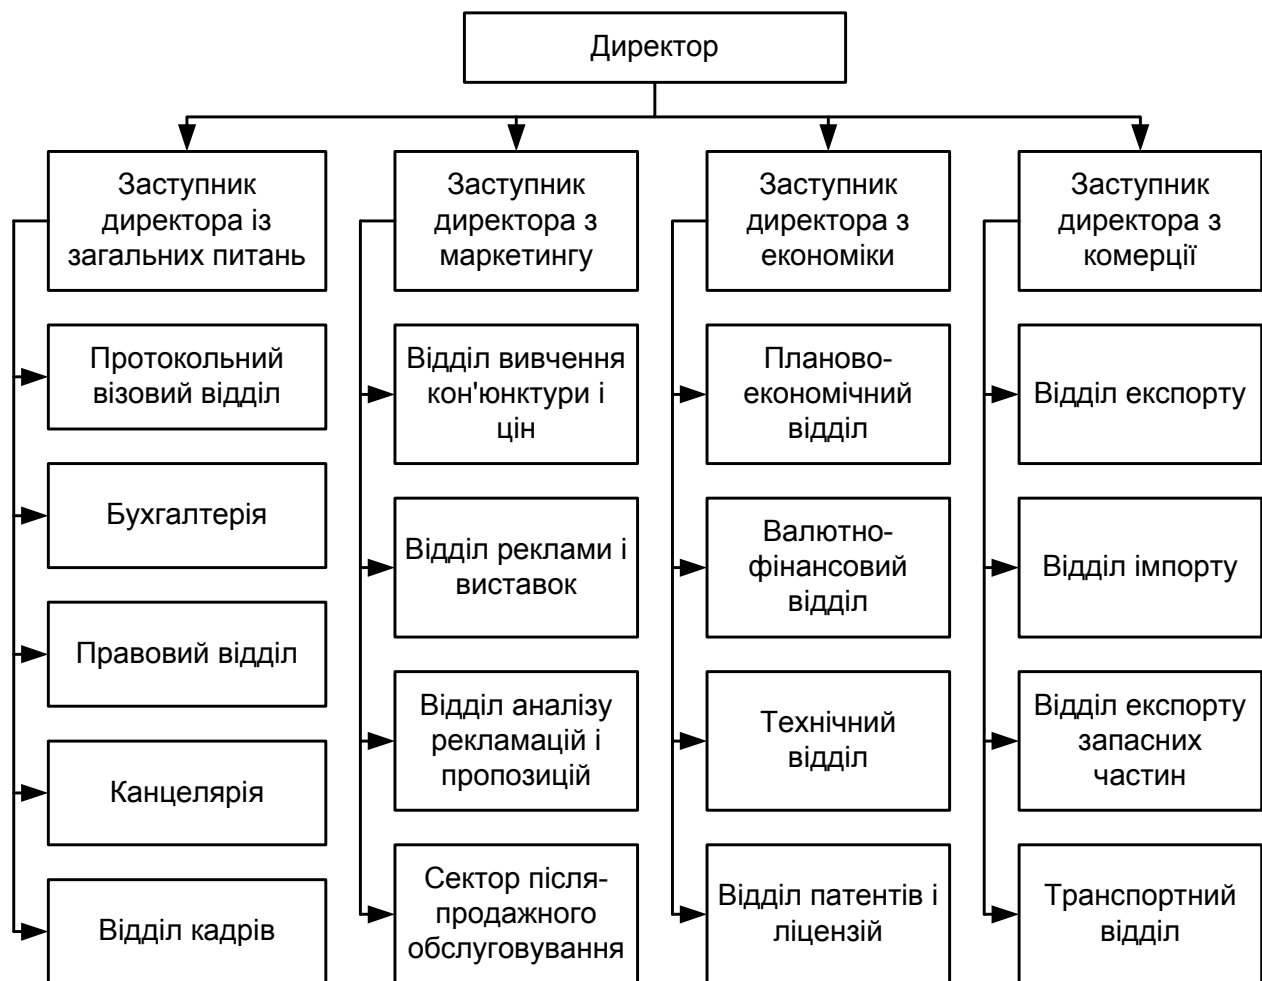 Директор
Заступник
директора із
загальних питань
Заступник
директора з
маркетингу
Заступник
директора з
економіки
Заступник
директора з
комерції
Протокольний
візовий відділ
Бухгалтерія
Правовий відділ
Канцелярія
Відділ кадрів
Відділ вивчення
кон'юнктури і
цін
Відділ реклами і
виставок
Відділ аналізу
рекламацій і
пропозицій
Сектор після-
продажного
обслуговування
Планово-
економічний
відділ
Валютно-
фінансовий
відділ
Технічний
відділ
Відділ патентів і
ліцензій
Відділ експорту
Відділ імпорту
Відділ експорту
запасних
частин
Транспортний
відділ